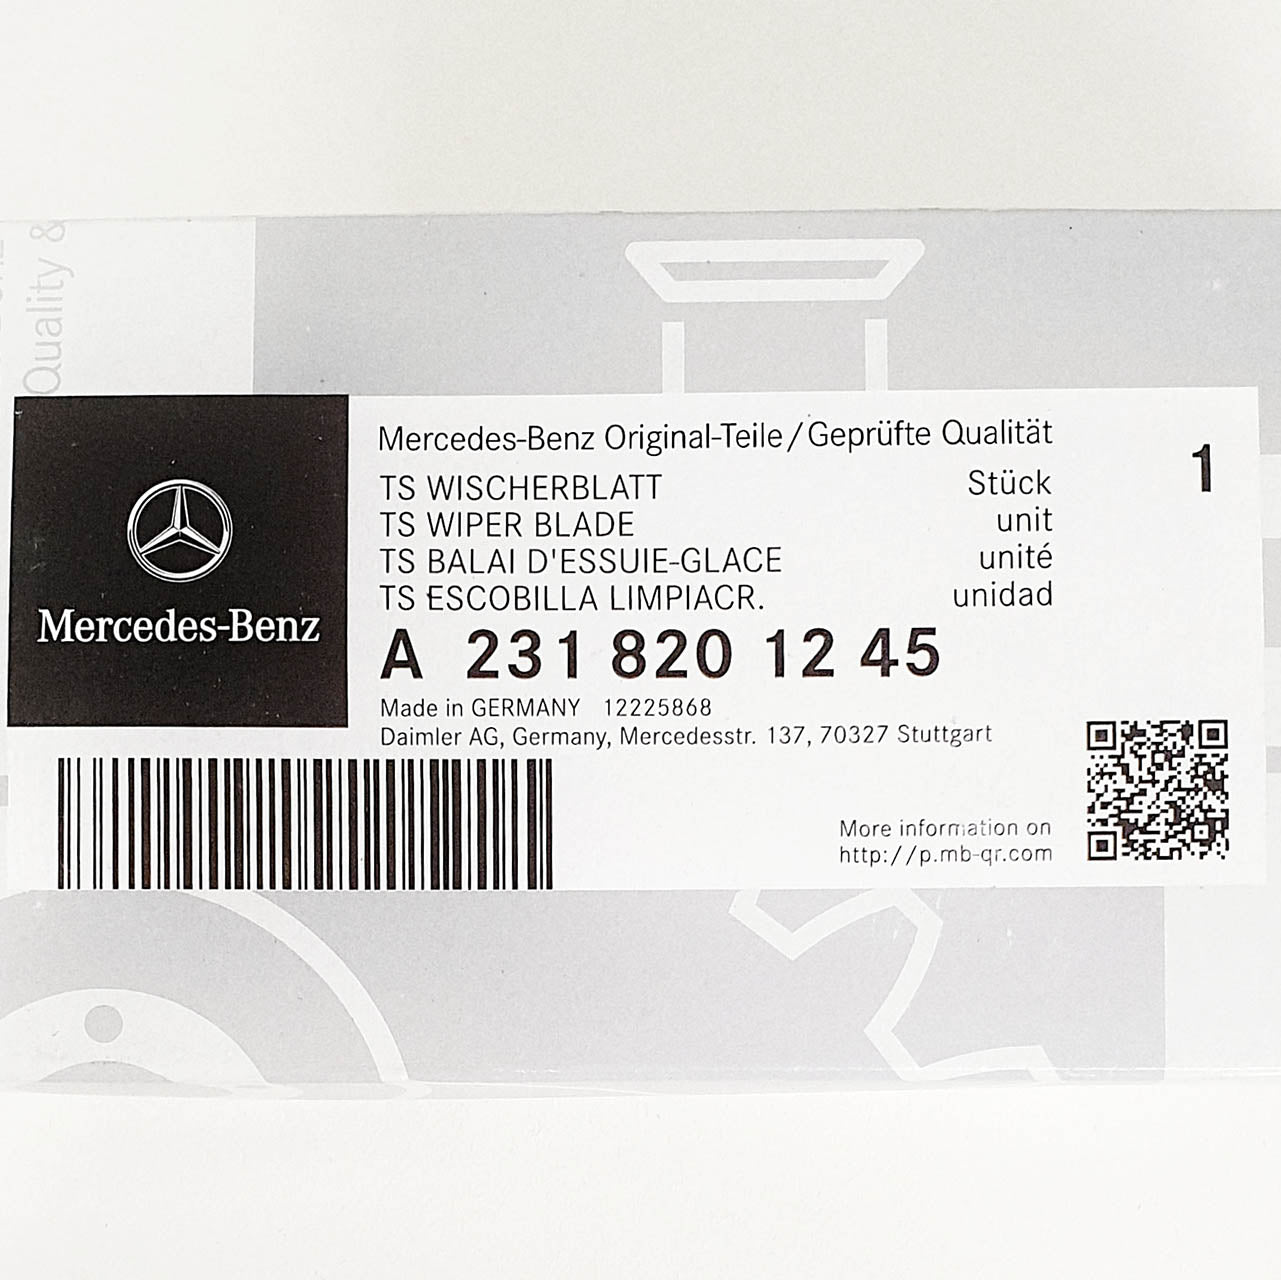 Quality &
Mercedes-Benz
Mercedes-Benz Original-Teile/Geprüfte Qualität
TS WISCHERBLATT Stück 1
TS WIPER BLADE unit
TS BALAI D'ESSUIE-GLACE unité
TS ESCOBILLA LIMPIACR. unidad
A 231 820 12 45
Made in GERMANY 12225868
Daimler AG, Germany, Mercedesstr. 137, 70327 Stuttgart
More information on
http://p.mb-qr.com